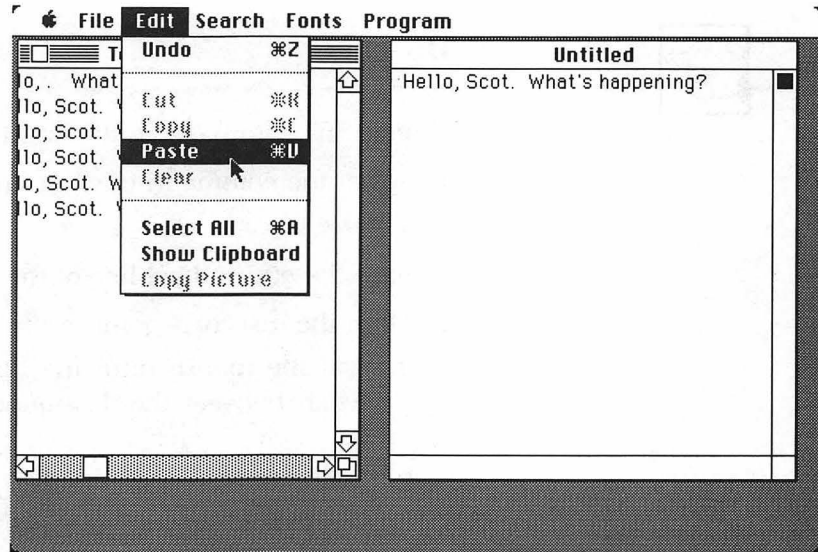 File Edit Search Fonts Program
Undo ⌘Z
Cut ⌘X
Copy ⌘C
Paste ⌘V
Clear
Select All ⌘A
Show Clipboard
Copy Picture
lo, . What
llo, Scot.
llo, Scot.
llo, Scot.
lo, Scot. W
llo, Scot.
Untitled
Hello, Scot. What's happening?